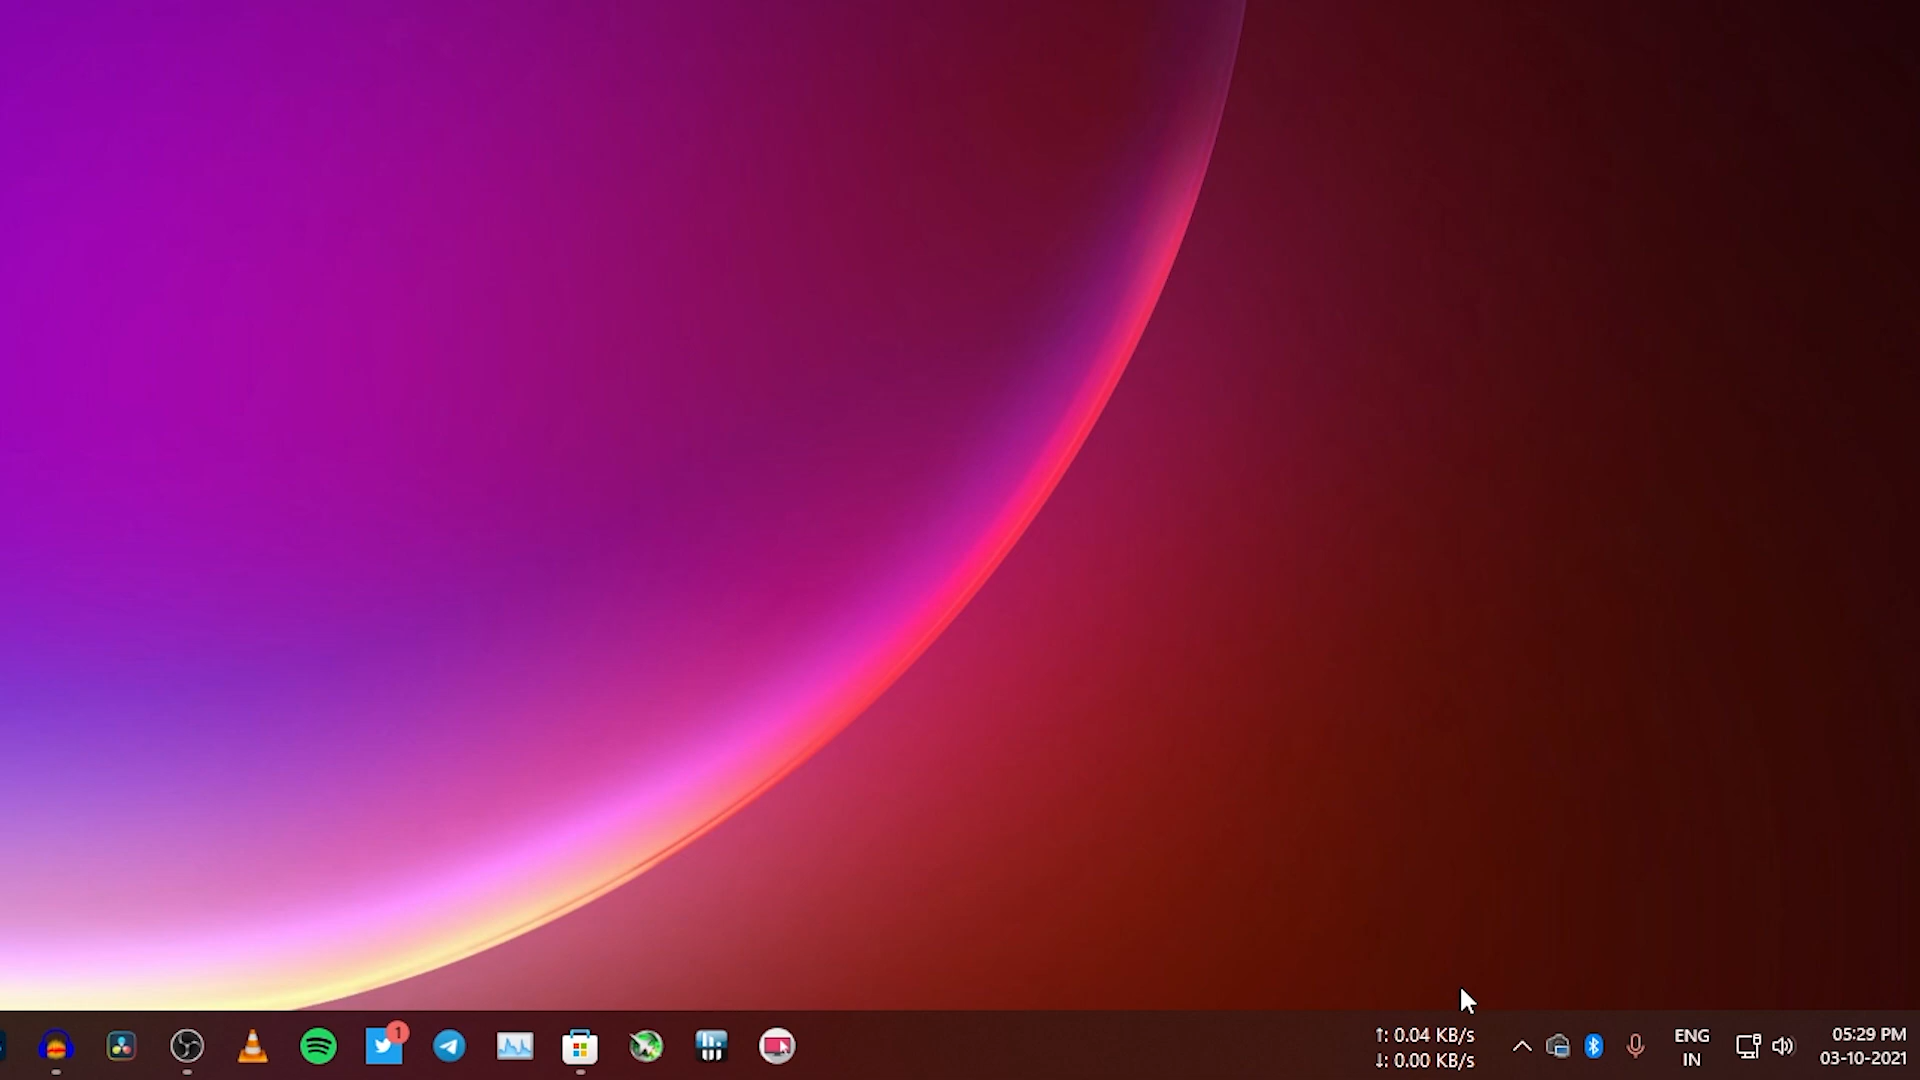 1
↑: 0.04 KB/s
↓: 0.00 KB/s
ENG
IN
05:29 PM
03-10-2021